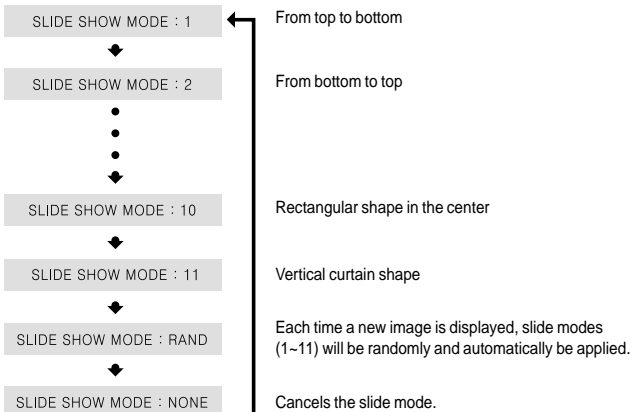 SLIDE SHOW MODE : 1 From top to bottom
SLIDE SHOW MODE : 2 From bottom to top
SLIDE SHOW MODE : 10 Rectangular shape in the center
SLIDE SHOW MODE : 11 Vertical curtain shape
SLIDE SHOW MODE : RAND Each time a new image is displayed, slide modes
(1~11) will be randomly and automatically be applied.
SLIDE SHOW MODE : NONE Cancels the slide mode.